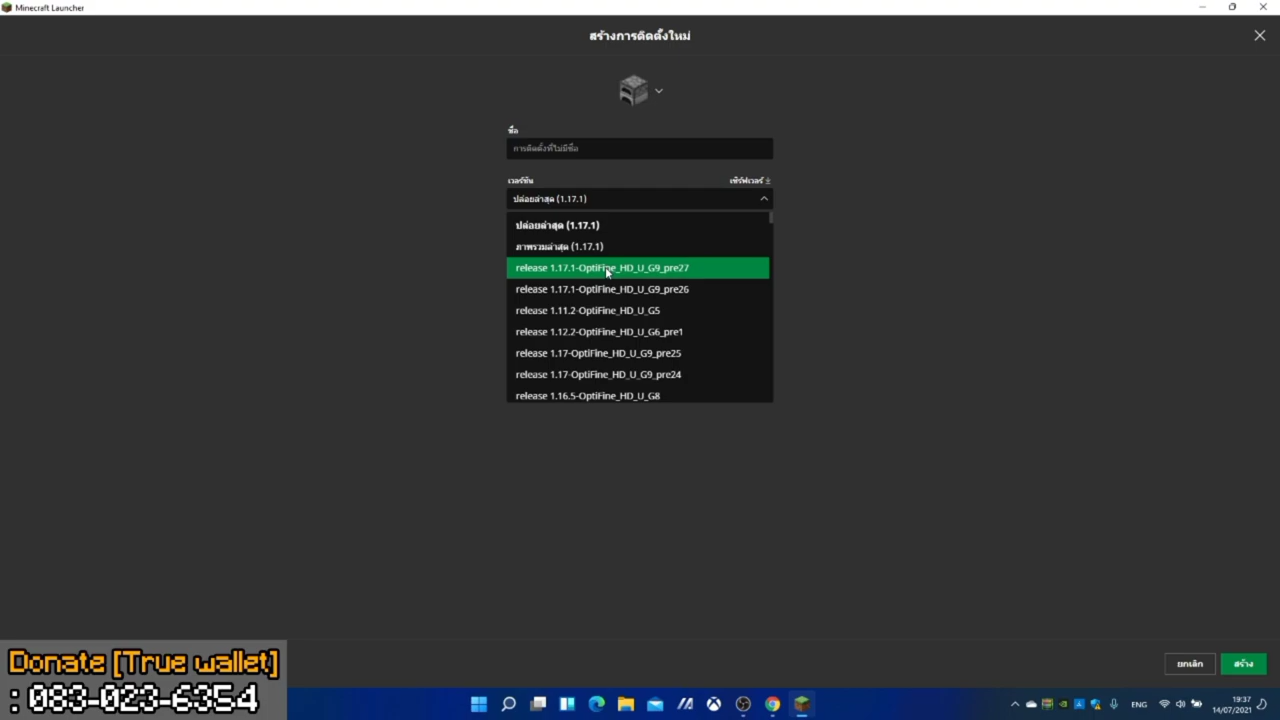 Minecraft Launcher
สร้างการติดตั้งใหม่
ชื่อ
การติดตั้งที่ไม่มีชื่อ
เวอร์ชัน
เซิร์ฟเวอร์
ปล่อยล่าสุด (1.17.1)
ปล่อยล่าสุด (1.17.1)
ภาพรวมล่าสุด (1.17.1)
release 1.17.1-OptiFine_HD_U_G9_pre27
release 1.17.1-OptiFine_HD_U_G9_pre26
release 1.11.2-OptiFine_HD_U_G5
release 1.12.2-OptiFine_HD_U_G6_pre1
release 1.17-OptiFine_HD_U_G9_pre25
release 1.17-OptiFine_HD_U_G9_pre24
release 1.16.5-OptiFine_HD_U_G8
ยกเลิก
สร้าง
Donate [True wallet]
: 083-023-6354
ENG
19:37
14/07/2021